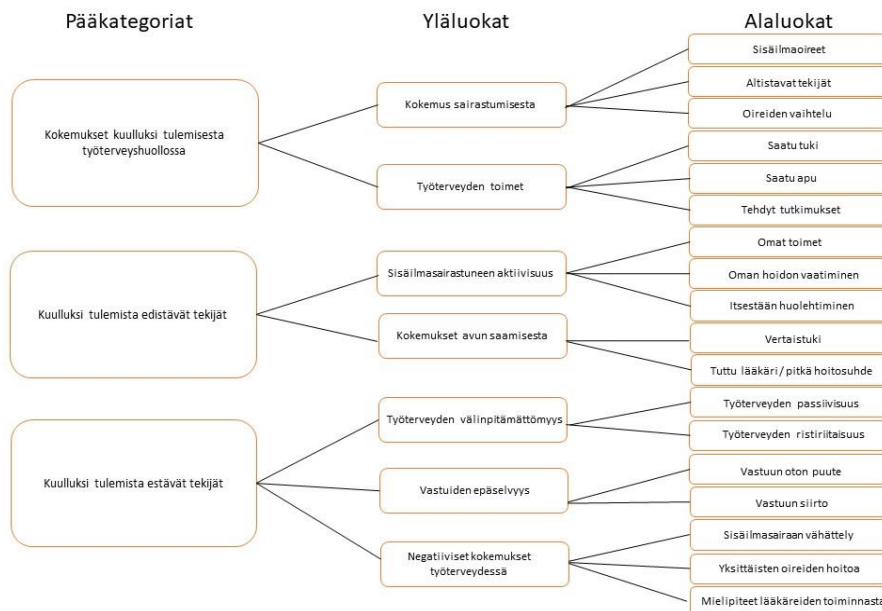 Pääkategoriat
Yläluokat
Alaluokat
Kokemukset kuulluksi tulemisesta
työterveyshuollossa
Kokemus sairastumisesta
Sisäilmaoireet
Altistavat tekijät
Oireiden vaihtelu
Työterveyden toimet
Saatu tuki
Saatu apu
Tehdyt tutkimukset
Kuulluksi tulemista edistävät tekijät
Sisäilmasairastuneen aktiivisuus
Omat toimet
Oman hoidon vaatiminen
Itsestään huolehtiminen
Kokemukset avun saamisesta
Vertaistuki
Tuttu lääkäri / pitkä hoitosuhde
Kuulluksi tulemista estävät tekijät
Työterveyden välinpitämättömyys
Työterveyden passiivisuus
Työterveyden ristiriitaisuus
Vastuiden epäselvyys
Vastuun oton puute
Vastuun siirto
Negatiiviset kokemukset
työterveydessä
Sisäilmasairaan vähättely
Yksittäisten oireiden hoitoa
Mielipiteet lääkäreiden toiminnasta